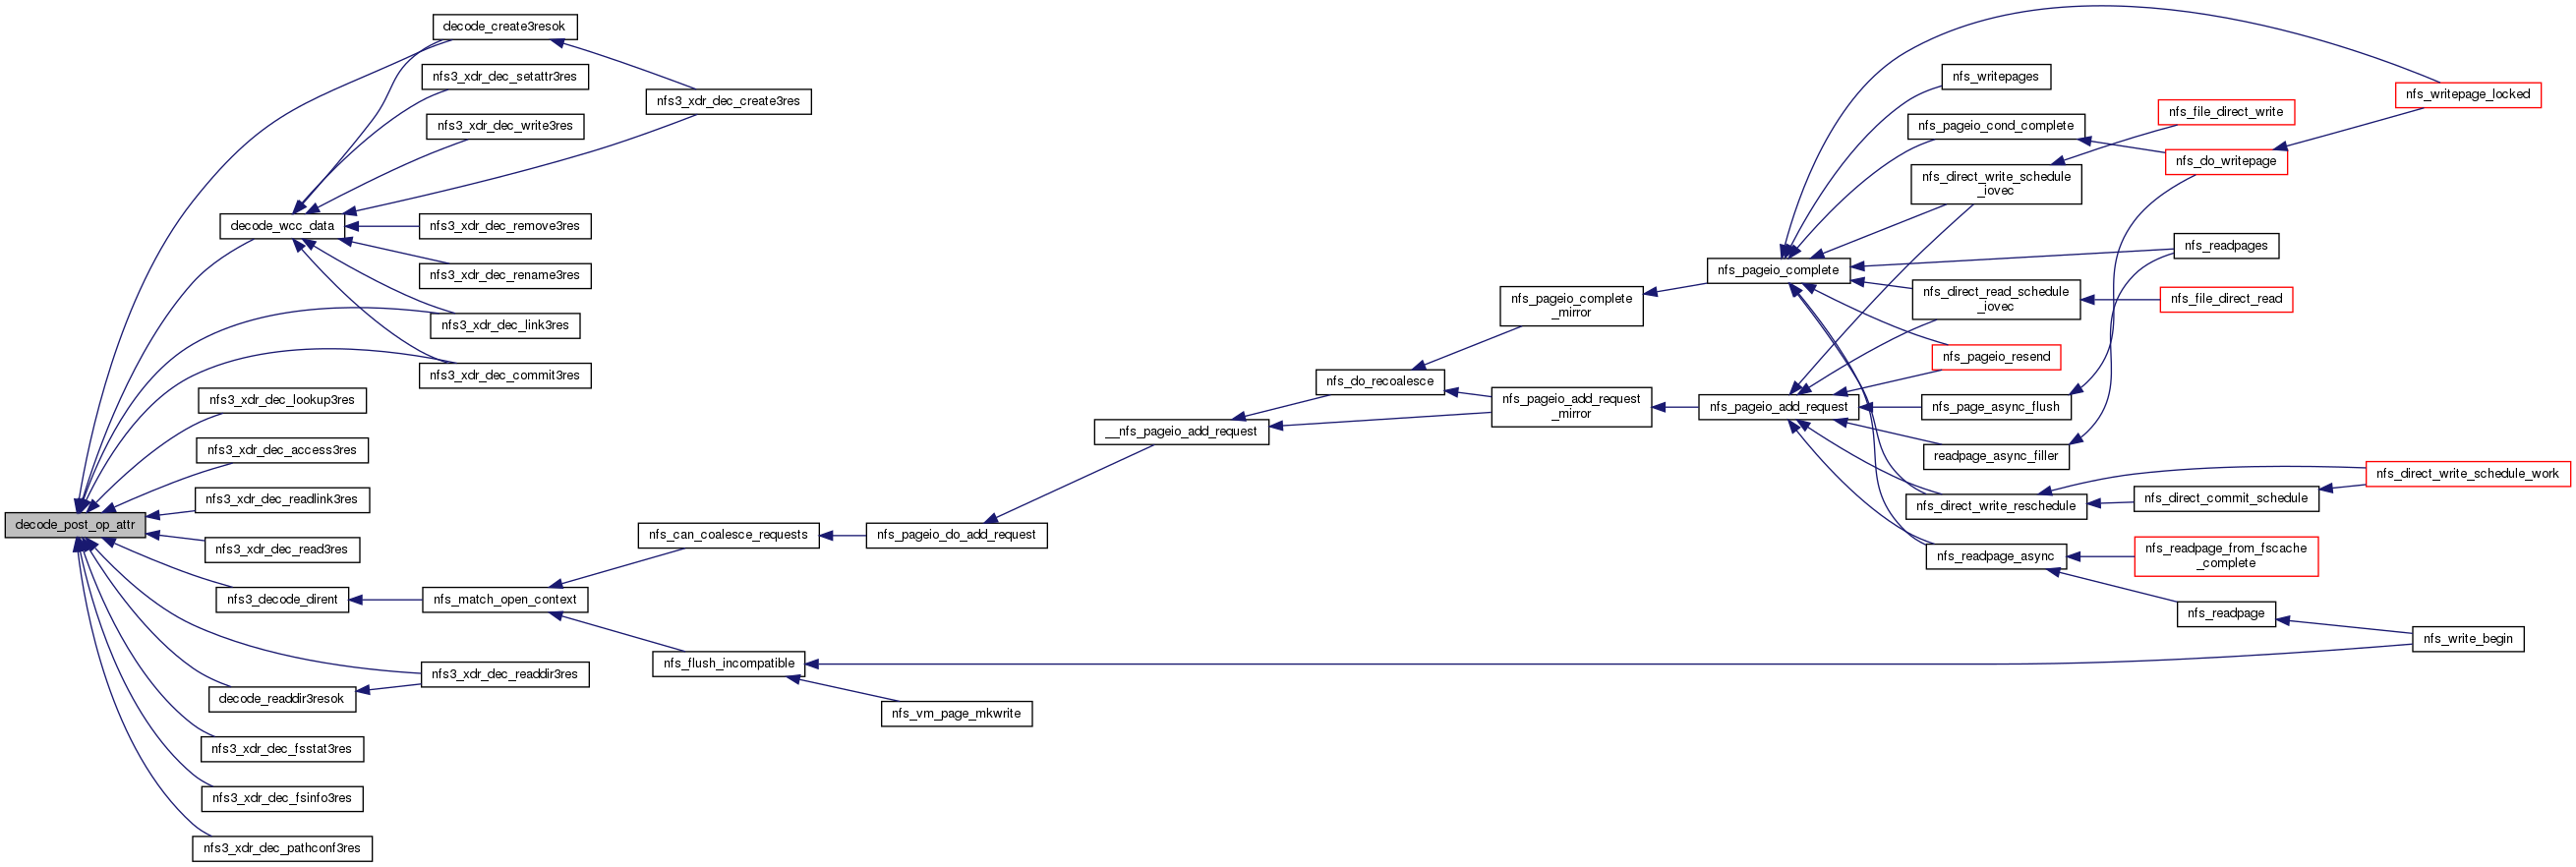 decode_create3resok
nfs3_xdr_dec_setattr3res
nfs3_xdr_dec_create3res
nfs3_xdr_dec_write3res
decode_wcc_data
nfs3_xdr_dec_remove3res
nfs3_xdr_dec_rename3res
nfs3_xdr_dec_link3res
nfs3_xdr_dec_commit3res
nfs3_xdr_dec_lookup3res
nfs3_xdr_dec_access3res
nfs3_xdr_dec_readlink3res
decode_post_op_attr
nfs3_xdr_dec_read3res
nfs3_decode_dirent
nfs3_xdr_dec_readdir3res
decode_readdir3resok
nfs3_xdr_dec_fsstat3res
nfs3_xdr_dec_fsinfo3res
nfs3_xdr_dec_pathconf3res
nfs_match_open_context
nfs_can_coalesce_requests
nfs_flush_incompatible
nfs_pageio_do_add_request
nfs_vm_page_mkwrite
__nfs_pageio_add_request
nfs_do_recoalesce
nfs_pageio_complete
_mirror
nfs_pageio_add_request
_mirror
nfs_pageio_complete
nfs_pageio_add_request
nfs_writepages
nfs_pageio_cond_complete
nfs_direct_write_schedule
_iovec
nfs_direct_read_schedule
_iovec
nfs_pageio_resend
nfs_page_async_flush
readpage_async_filler
nfs_direct_write_reschedule
nfs_readpage_async
nfs_file_direct_write
nfs_do_writepage
nfs_readpages
nfs_file_direct_read
nfs_direct_commit_schedule
nfs_readpage_from_fscache
_complete
nfs_readpage
nfs_writepage_locked
nfs_direct_write_schedule_work
nfs_write_begin